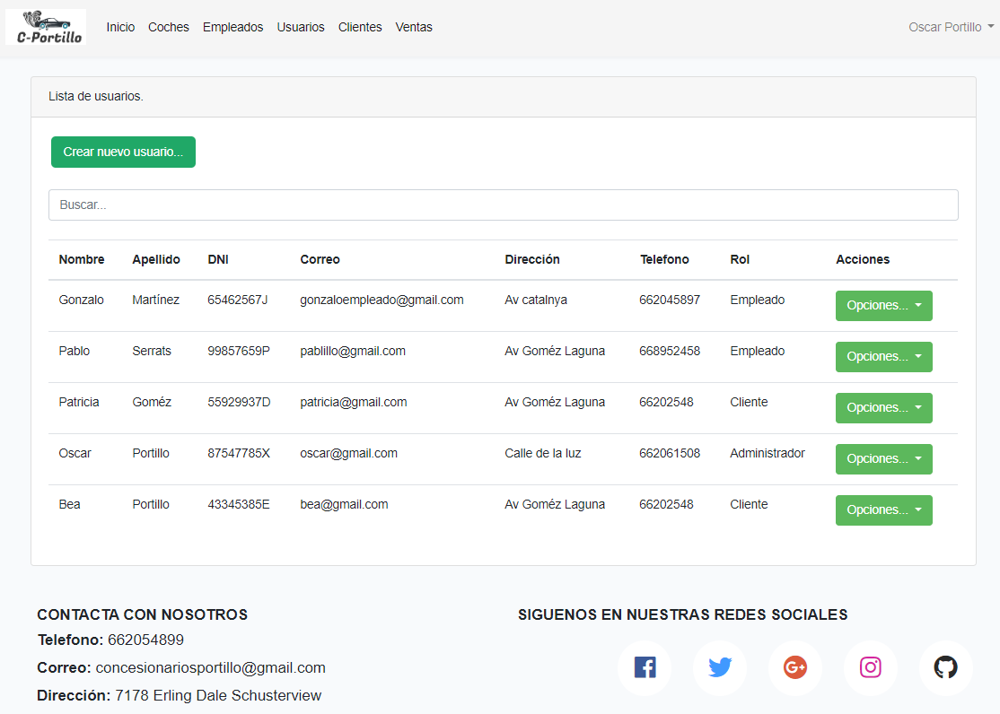 C-Portillo Inicio Coches Empleados Usuarios Clientes Ventas Oscar Portillo
Lista de usuarios.
Crear nuevo usuario...
Buscar...
Nombre Apellido DNI Correo Dirección Telefono Rol Acciones
Gonzalo Martínez 65462567J gonzaloempleado@gmail.com Av catalnya 662045897 Empleado Opciones...
Pablo Serrats 99857659P pablillo@gmail.com Av Goméz Laguna 668952458 Empleado Opciones...
Patricia Goméz 55929937D patricia@gmail.com Av Goméz Laguna 66202548 Cliente Opciones...
Oscar Portillo 87547785X oscar@gmail.com Calle de la luz 662061508 Administrador Opciones...
Bea Portillo 43345385E bea@gmail.com Av Goméz Laguna 66202548 Cliente Opciones...
CONTACTA CON NOSOTROS
Telefono: 662054899
Correo: concesionariosportillo@gmail.com
Dirección: 7178 Erling Dale Schusterview
SIGUENOS EN NUESTRAS REDES SOCIALES
G+